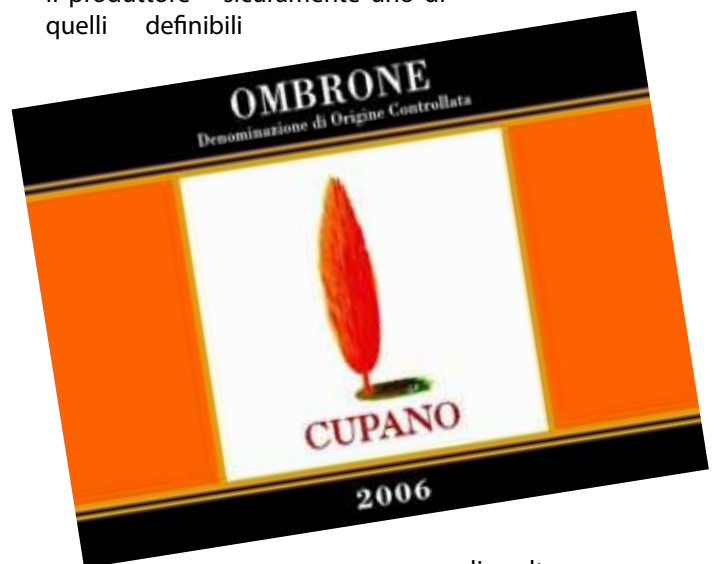 quelli definibili
OMBRONE
Denominazione di Origine Controllata
CUPANO
2006